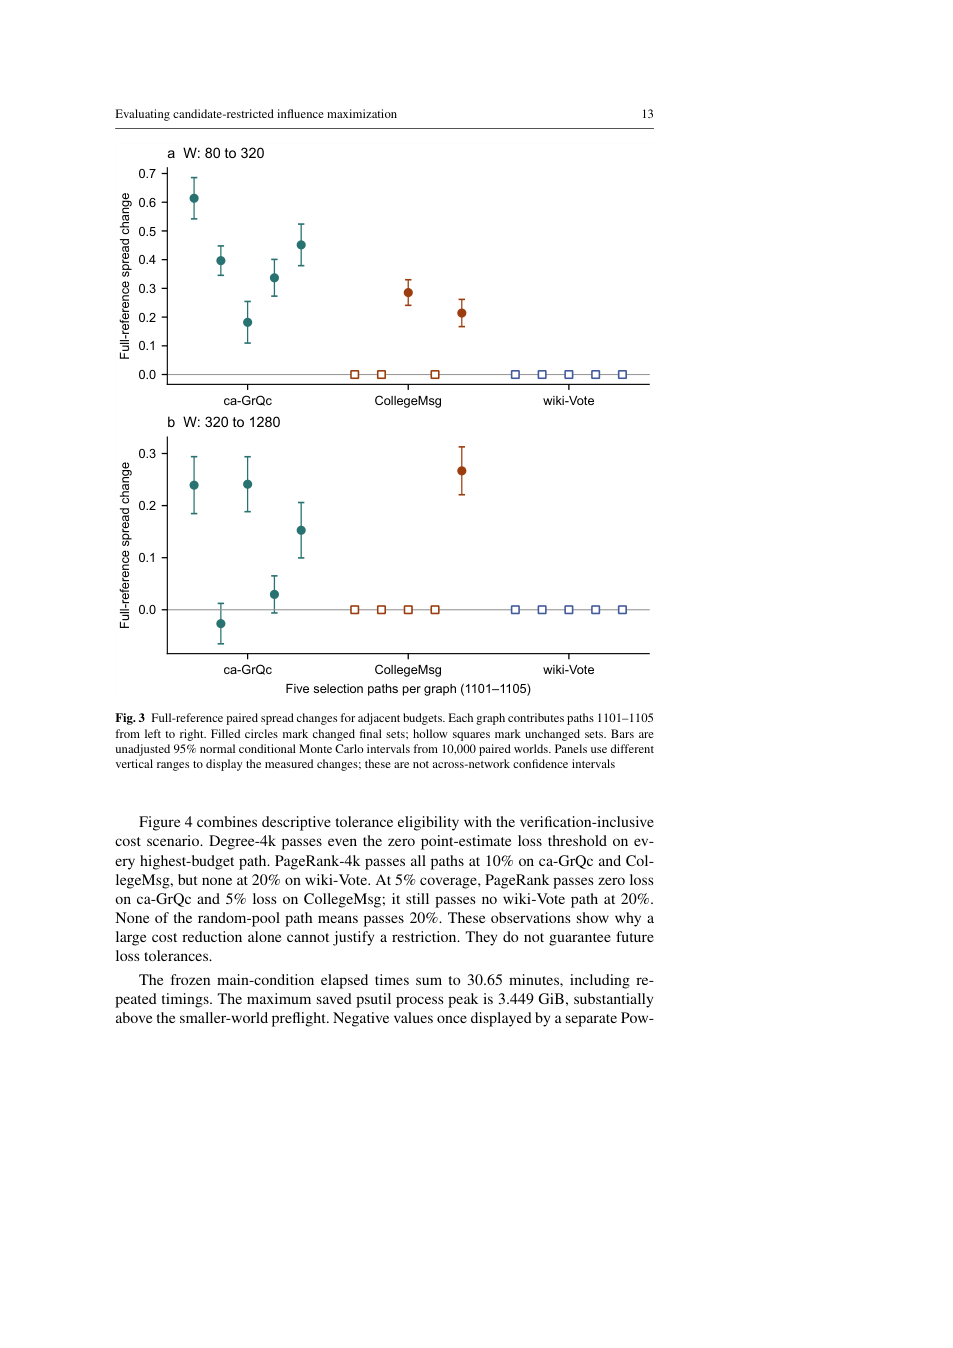 Evaluating candidate-restricted influence maximization 13
a W: 80 to 320
Full-reference spread change
0.7
0.6
0.5
0.4
0.3
0.2
0.1
0.0
ca-GrQc CollegeMsg wiki-Vote
b W: 320 to 1280
Full-reference spread change
0.3
0.2
0.1
0.0
ca-GrQc CollegeMsg wiki-Vote
Five selection paths per graph (1101–1105)
Fig. 3 Full-reference paired spread changes for adjacent budgets. Each graph contributes paths 1101–1105
from left to right. Filled circles mark changed final sets; hollow squares mark unchanged sets. Bars are
unadjusted 95% normal conditional Monte Carlo intervals from 10,000 paired worlds. Panels use different
vertical ranges to display the measured changes; these are not across-network confidence intervals
Figure 4 combines descriptive tolerance eligibility with the verification-inclusive
cost scenario. Degree-4k passes even the zero point-estimate loss threshold on ev-
ery highest-budget path. PageRank-4k passes all paths at 10% on ca-GrQc and Col-
legeMsg, but none at 20% on wiki-Vote. At 5% coverage, PageRank passes zero loss
on ca-GrQc and 5% loss on CollegeMsg; it still passes no wiki-Vote path at 20%.
None of the random-pool path means passes 20%. These observations show why a
large cost reduction alone cannot justify a restriction. They do not guarantee future
loss tolerances.
The frozen main-condition elapsed times sum to 30.65 minutes, including re-
peated timings. The maximum saved psutil process peak is 3.449 GiB, substantially
above the smaller-world preflight. Negative values once displayed by a separate Pow-